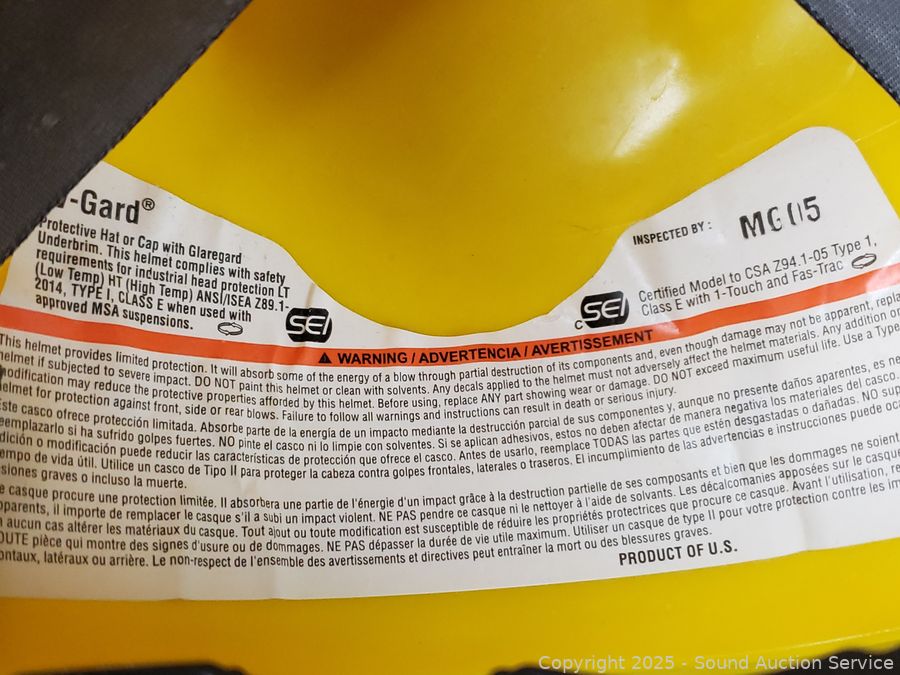 -Gard®
Protective Hat or Cap with Glaregard
Underbrim. This helmet complies with safety
requirements for industrial head protection [LT
(Low Temp) HT (High Temp) ANSI/ISEA Z89.1-
2014, TYPE I, CLASS E when used with
approved MSA suspensions.
SEI
INSPECTED BY :
MG 05
Certified Model to CSA Z94.1-05 Type 1,
Class E with 1-Touch and Fas-Trac
C SEI
WARNING / ADVERTENCIA / AVERTISSEMENT
This helmet provides limited protection. It will absorb some of the energy of a blow through partial destruction of its components and, even though damage may not be apparent,
helmet if subjected to severe impact. DO NOT paint this helmet or clean with solvents. Any decals applied to the helmet must not adversely affect the helmet materials. Any addition or
modification may reduce the protective properties afforded by this helmet. Before using, replace ANY part showing wear or damage. DO NOT exceed maximum useful life. Use a Type
helmet for protection against front, side or rear blows. Failure to follow all warnings and instructions can result in death or serious injury.
Este casco ofrece protección limitada. Absorbe parte de la energía de un impacto mediante la destrucción parcial de sus componentes y, aunque no presente daños aparentes, es
reemplazarlo si ha sufrido golpes fuertes. NO pinte el casco ni lo limpie con solventes. Si se aplican adhesivos, estos no deben afectar de manera negativa los materiales del casco.
dición o modificación puede reducir las características de protección que ofrece el casco. Antes de usarlo, reemplace TODAS las partes que estén desgastadas o dañadas. NO
empo de vida útil. Utilice un casco de Tipo II para proteger la cabeza contra golpes frontales, laterales o traseros. El incumplimiento de las advertencias e instrucciones puede
siones graves o incluso la muerte.
e casque procure une protection limitée. Il absorbera une partie de l'énergie d'un impact grâce à la destruction partielle de ses composants et bien que les dommages ne soient
pparents, il importe de remplacer le casque s'il a subi un impact violent. NE PAS pendre ce casque ni le nettoyer à l'aide de solvants. Les décalcomanies apposées sur le casque
n aucun cas altérer les matériaux du casque. Tout ajout ou toute modification est susceptible de réduire les propriétés protectrices que procure ce casque. Avant l'utilisation,
OUTE pièce qui montre des signes d'usure ou de dommages. NE PAS dépasser la durée de vie utile maximum. Utiliser un casque de type II pour votre protection contre les
ontaux, latéraux ou arrière. Le non-respect de l'ensemble des avertissements et directives peut entraîner la mort ou des blessures graves.
PRODUCT OF U.S.
Copyright 2025 - Sound Auction Service